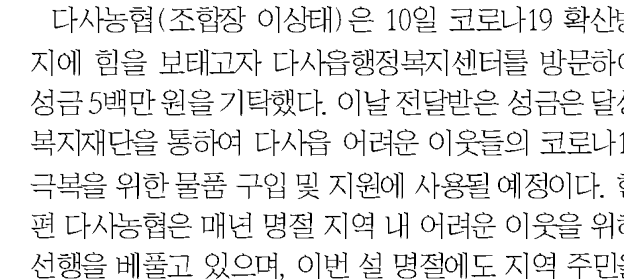 다사농협(조합장 이상태)은 10일 코로나19 확산방
지에 힘을 보태고자 다사읍행정복지센터를 방문하여
성금 5백만 원을 기탁했다. 이날 전달받은 성금은 달성
복지재단을 통하여 다사읍 어려운 이웃들의 코로나19
극복을 위한 물품 구입 및 지원에 사용될 예정이다. 한
편 다사농협은 매년 명절 지역 내 어려운 이웃을 위해
선행을 베풀고 있으며, 이번 설 명절에도 지역 주민을